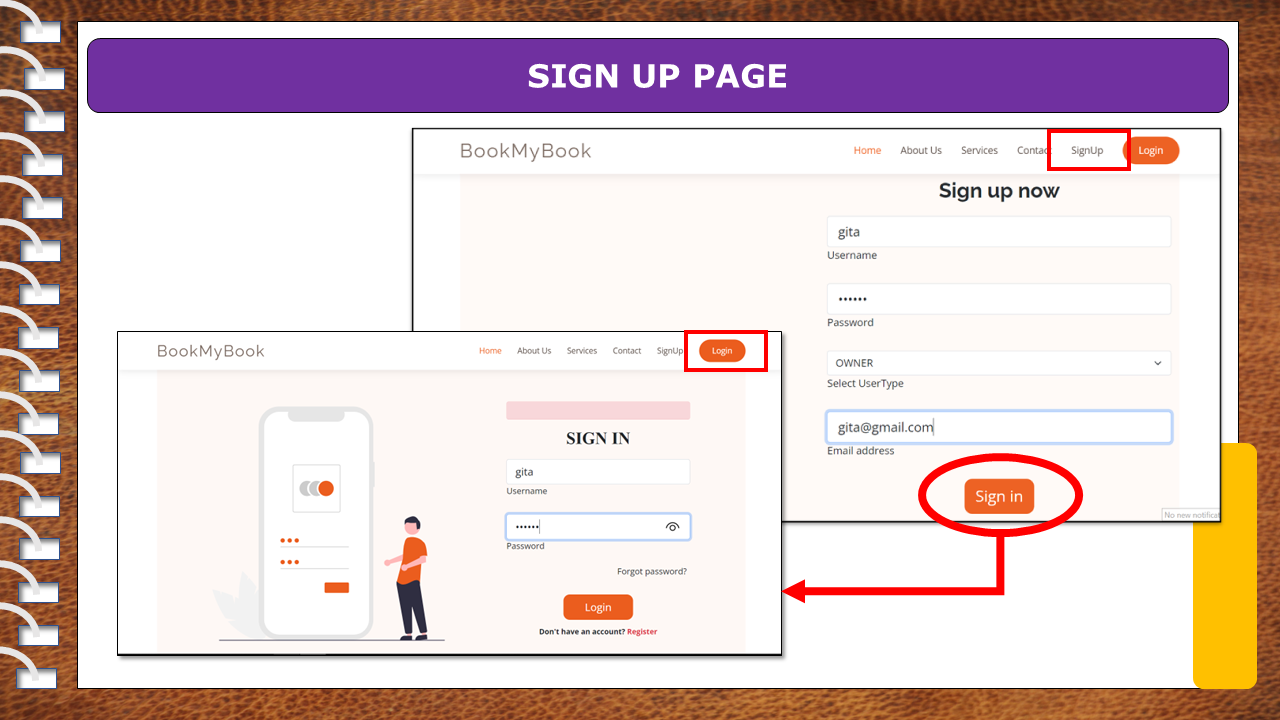 SIGN UP PAGE
BookMyBook
Home About Us Services Contact SignUp Login
Sign up now
gita
Username
••••••
Password
OWNER
Select UserType
gita@gmail.com
Email address
Sign in
No new notificat
BookMyBook
Home About Us Services Contact SignUp Login
SIGN IN
gita
Username
••••••
Password
Forgot password?
Login
Don't have an account? Register